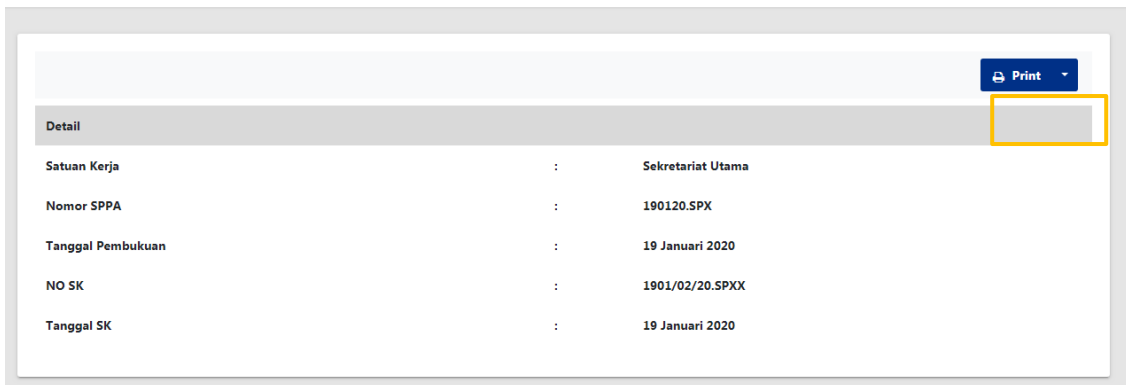 Print
Detail
Satuan Kerja : Sekretariat Utama
Nomor SPPA : 190120.SPX
Tanggal Pembukuan : 19 Januari 2020
NO SK : 1901/02/20.SPXX
Tanggal SK : 19 Januari 2020